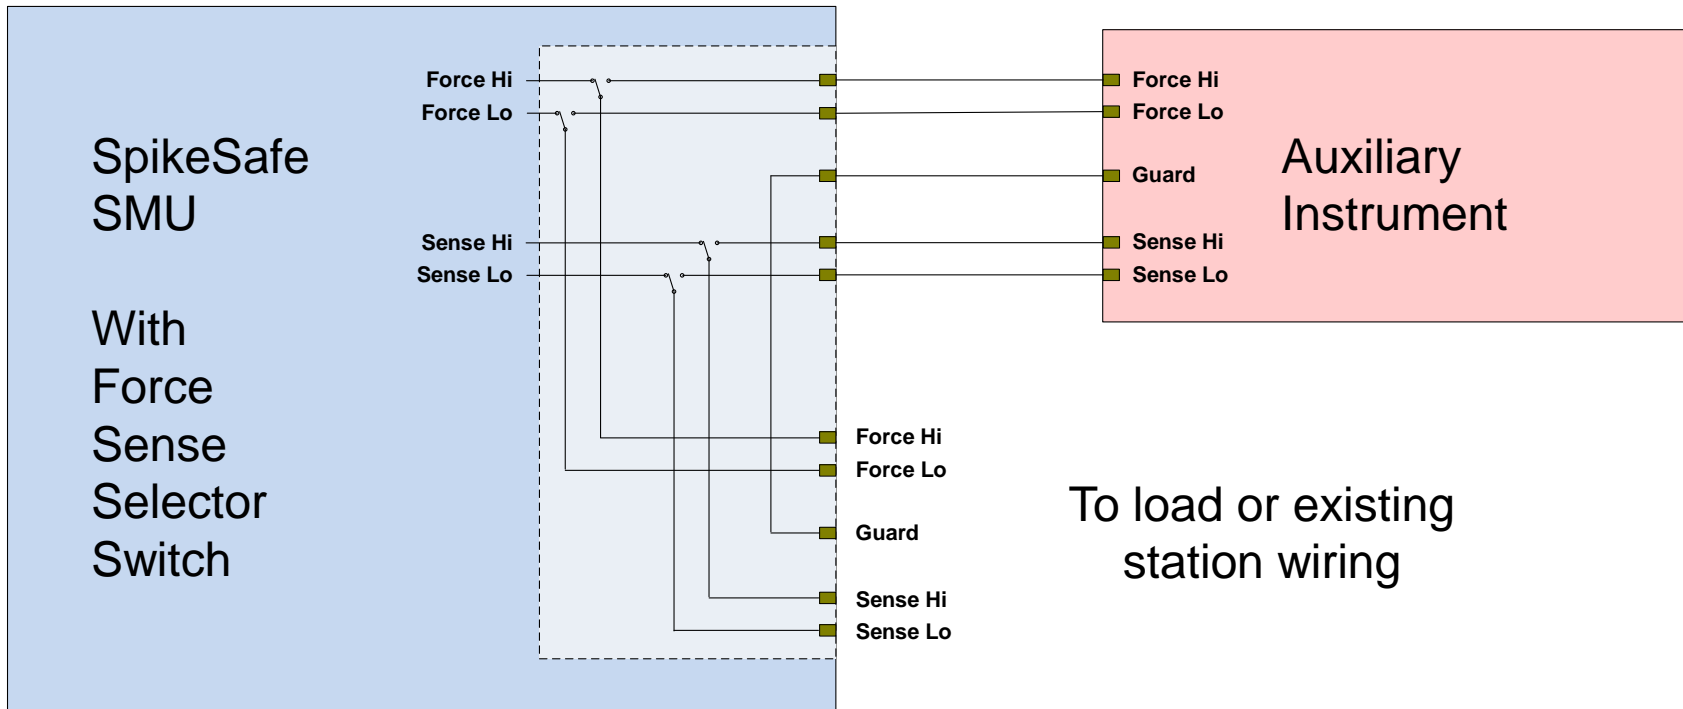 SpikeSafe
SMU
With
Force
Sense
Selector
Switch
Force Hi
Force Lo
Sense Hi
Sense Lo
Force Hi
Force Lo
Guard
Sense Hi
Sense Lo
Auxiliary
Instrument
Force Hi
Force Lo
Guard
Sense Hi
Sense Lo
To load or existing
station wiring